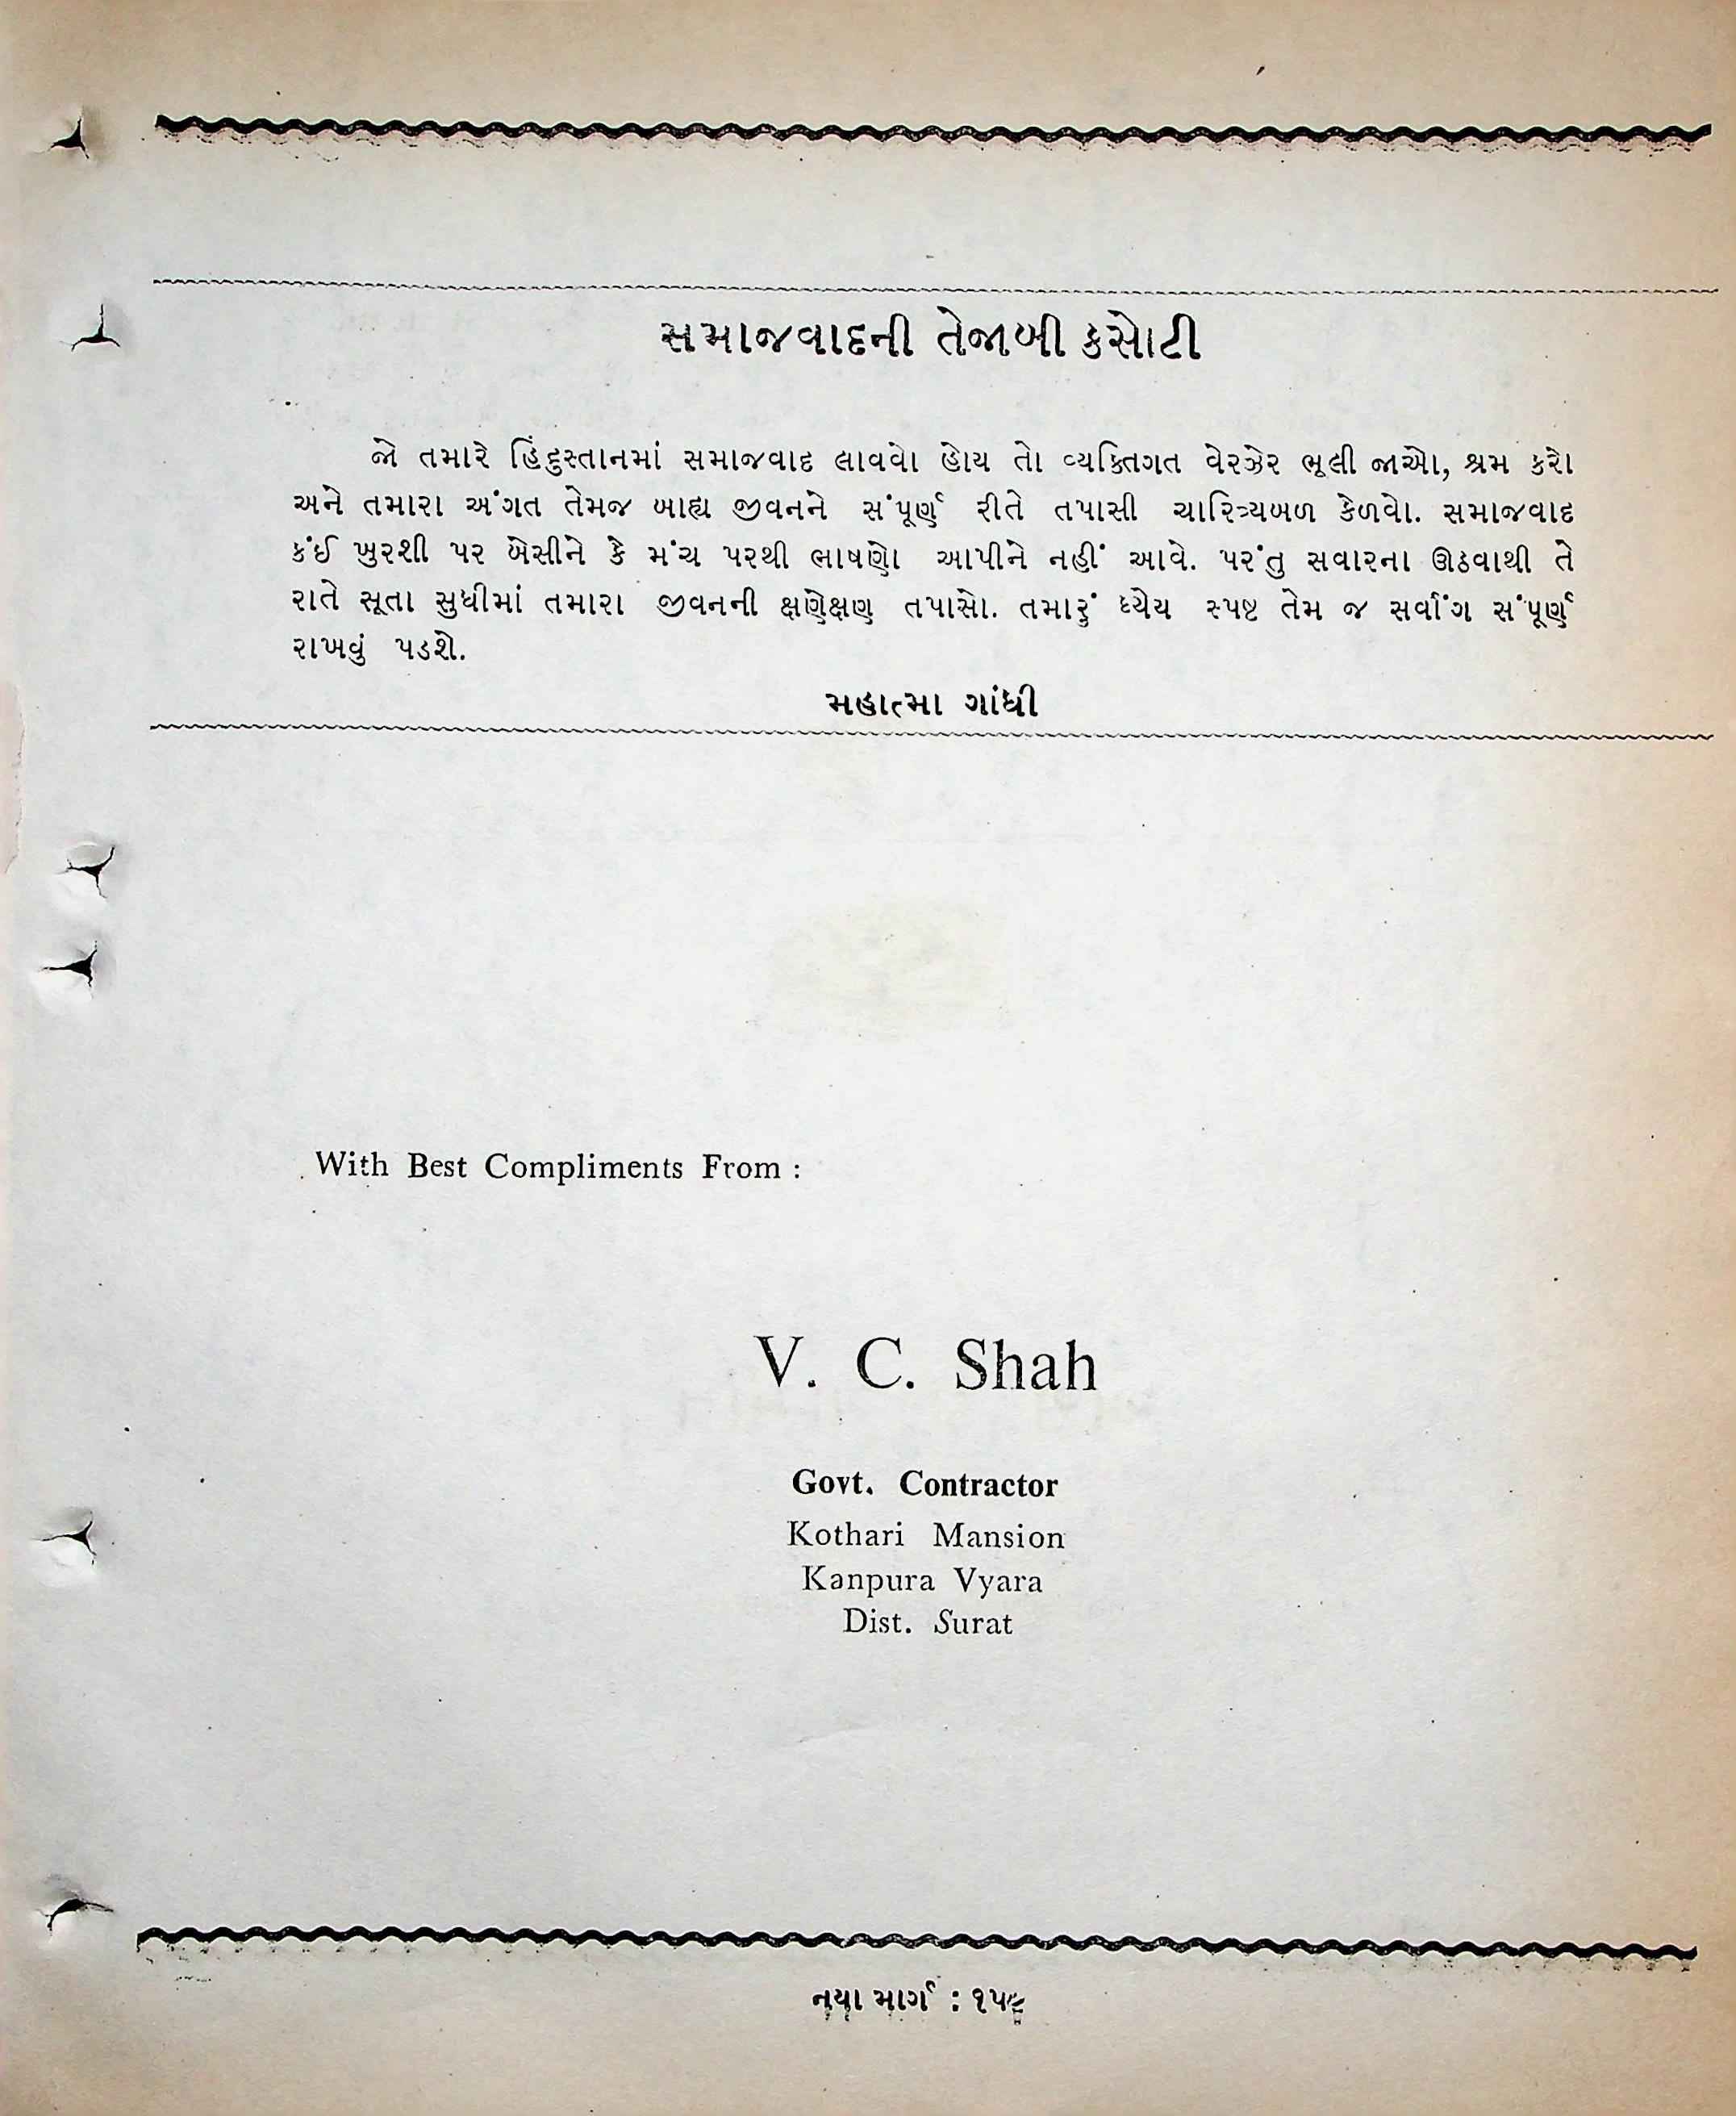 સમાજવાદની તેજાબી કસોટી
જો તમારે હિંદુસ્તાનમાં સમાજવાદ લાવવો હોય તો વ્યક્તિગત વેરઝેર ભૂલી જાઓ, શ્રમ કરો
અને તમારા અંગત તેમજ બાહ્ય જીવનને સંપૂર્ણ રીતે તપાસી ચારિત્ર્યબળ કેળવો. સમાજવાદ
કંઈ ખુરશી પર બેસીને કે મંચ પરથી ભાષણો આપીને નહીં આવે. પરંતુ સવારના ઊઠવાથી તે
રાતે સૂતા સુધીમાં તમારા જીવનની ક્ષણેક્ષણ તપાસો. તમારું ધ્યેય સ્પષ્ટ તેમ જ સર્વાંગ સંપૂર્ણ
રાખવું પડશે.
મહાત્મા ગાંધી
With Best Compliments From :
V. C. Shah
Govt. Contractor
Kothari Mansion
Kanpura Vyara
Dist. Surat
નયા માર્ગ : ૧૫૯